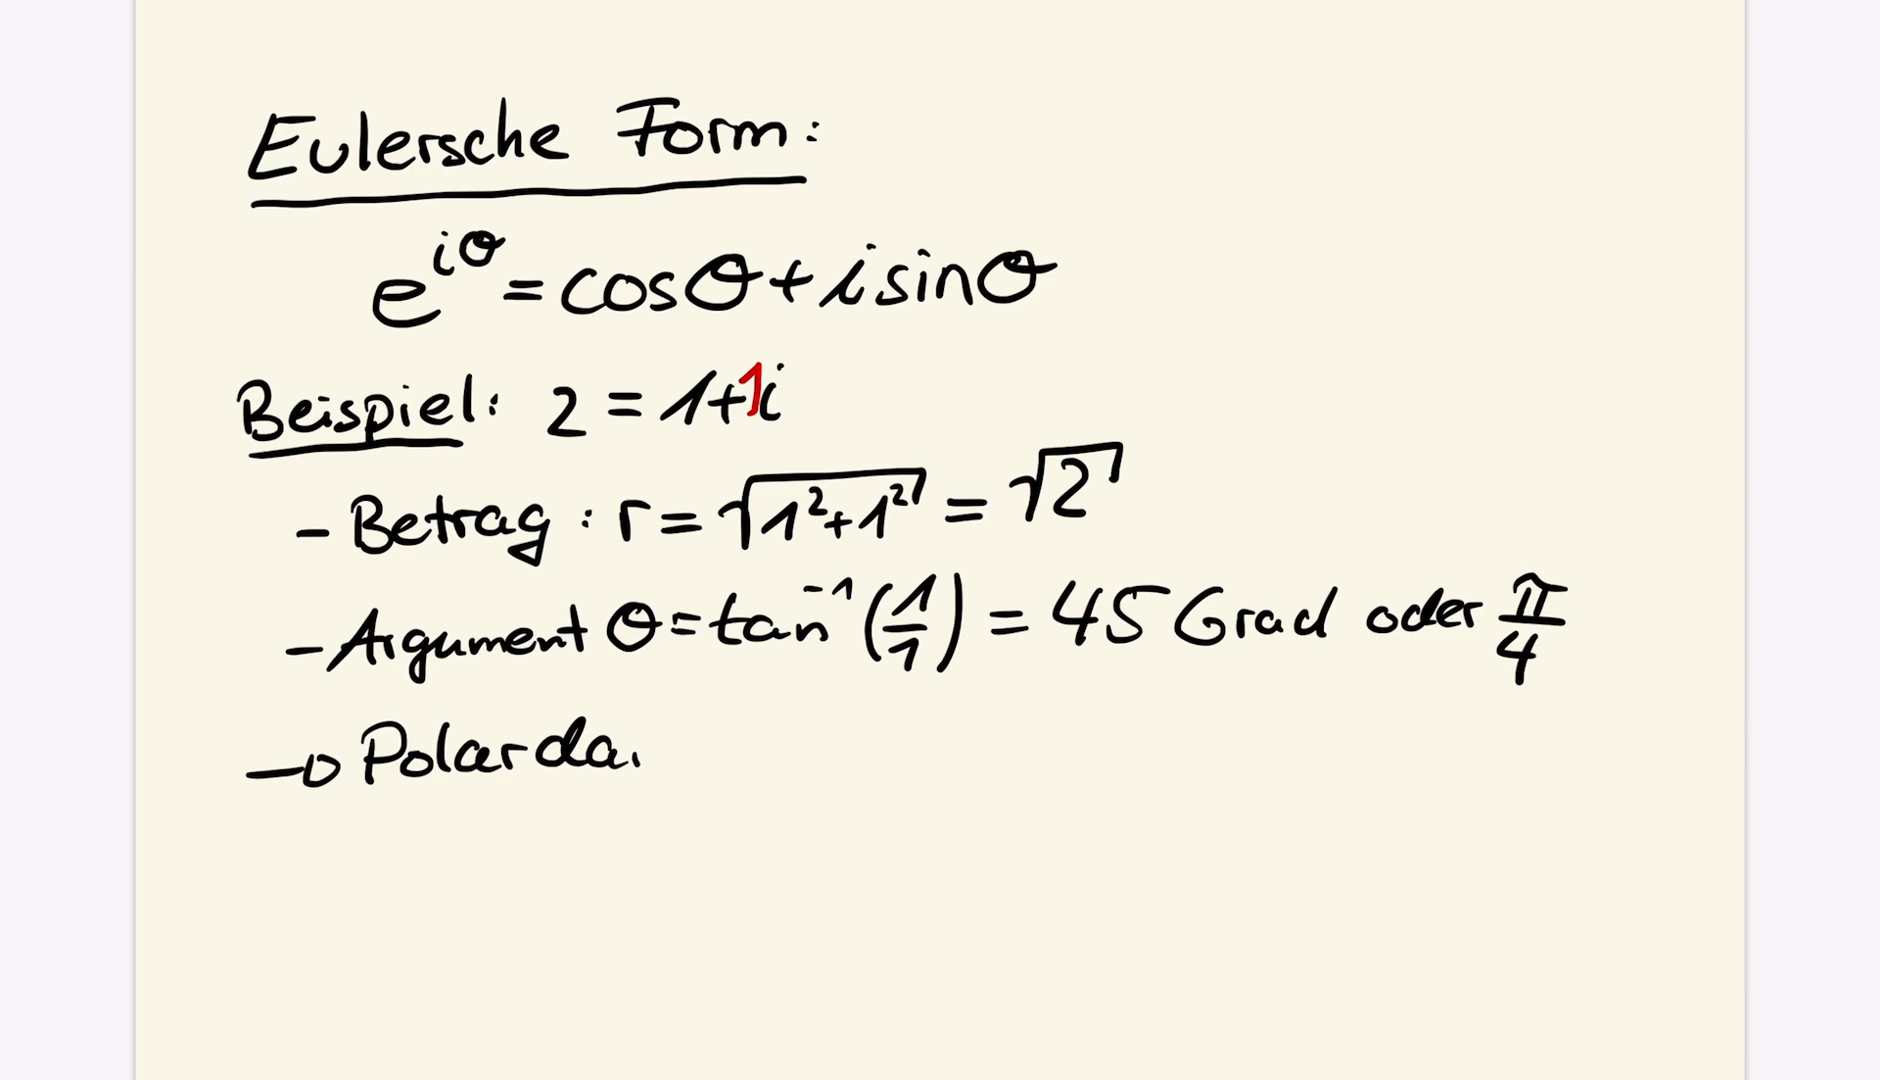 Eulersche Form:
e^{iθ} = cosθ + i sinθ
Beispiel: z = 1+1i
- Betrag: r = √(1²+1²) = √2
- Argument θ = tan⁻¹(1/1) = 45 Grad oder π/4
→ Polarda.